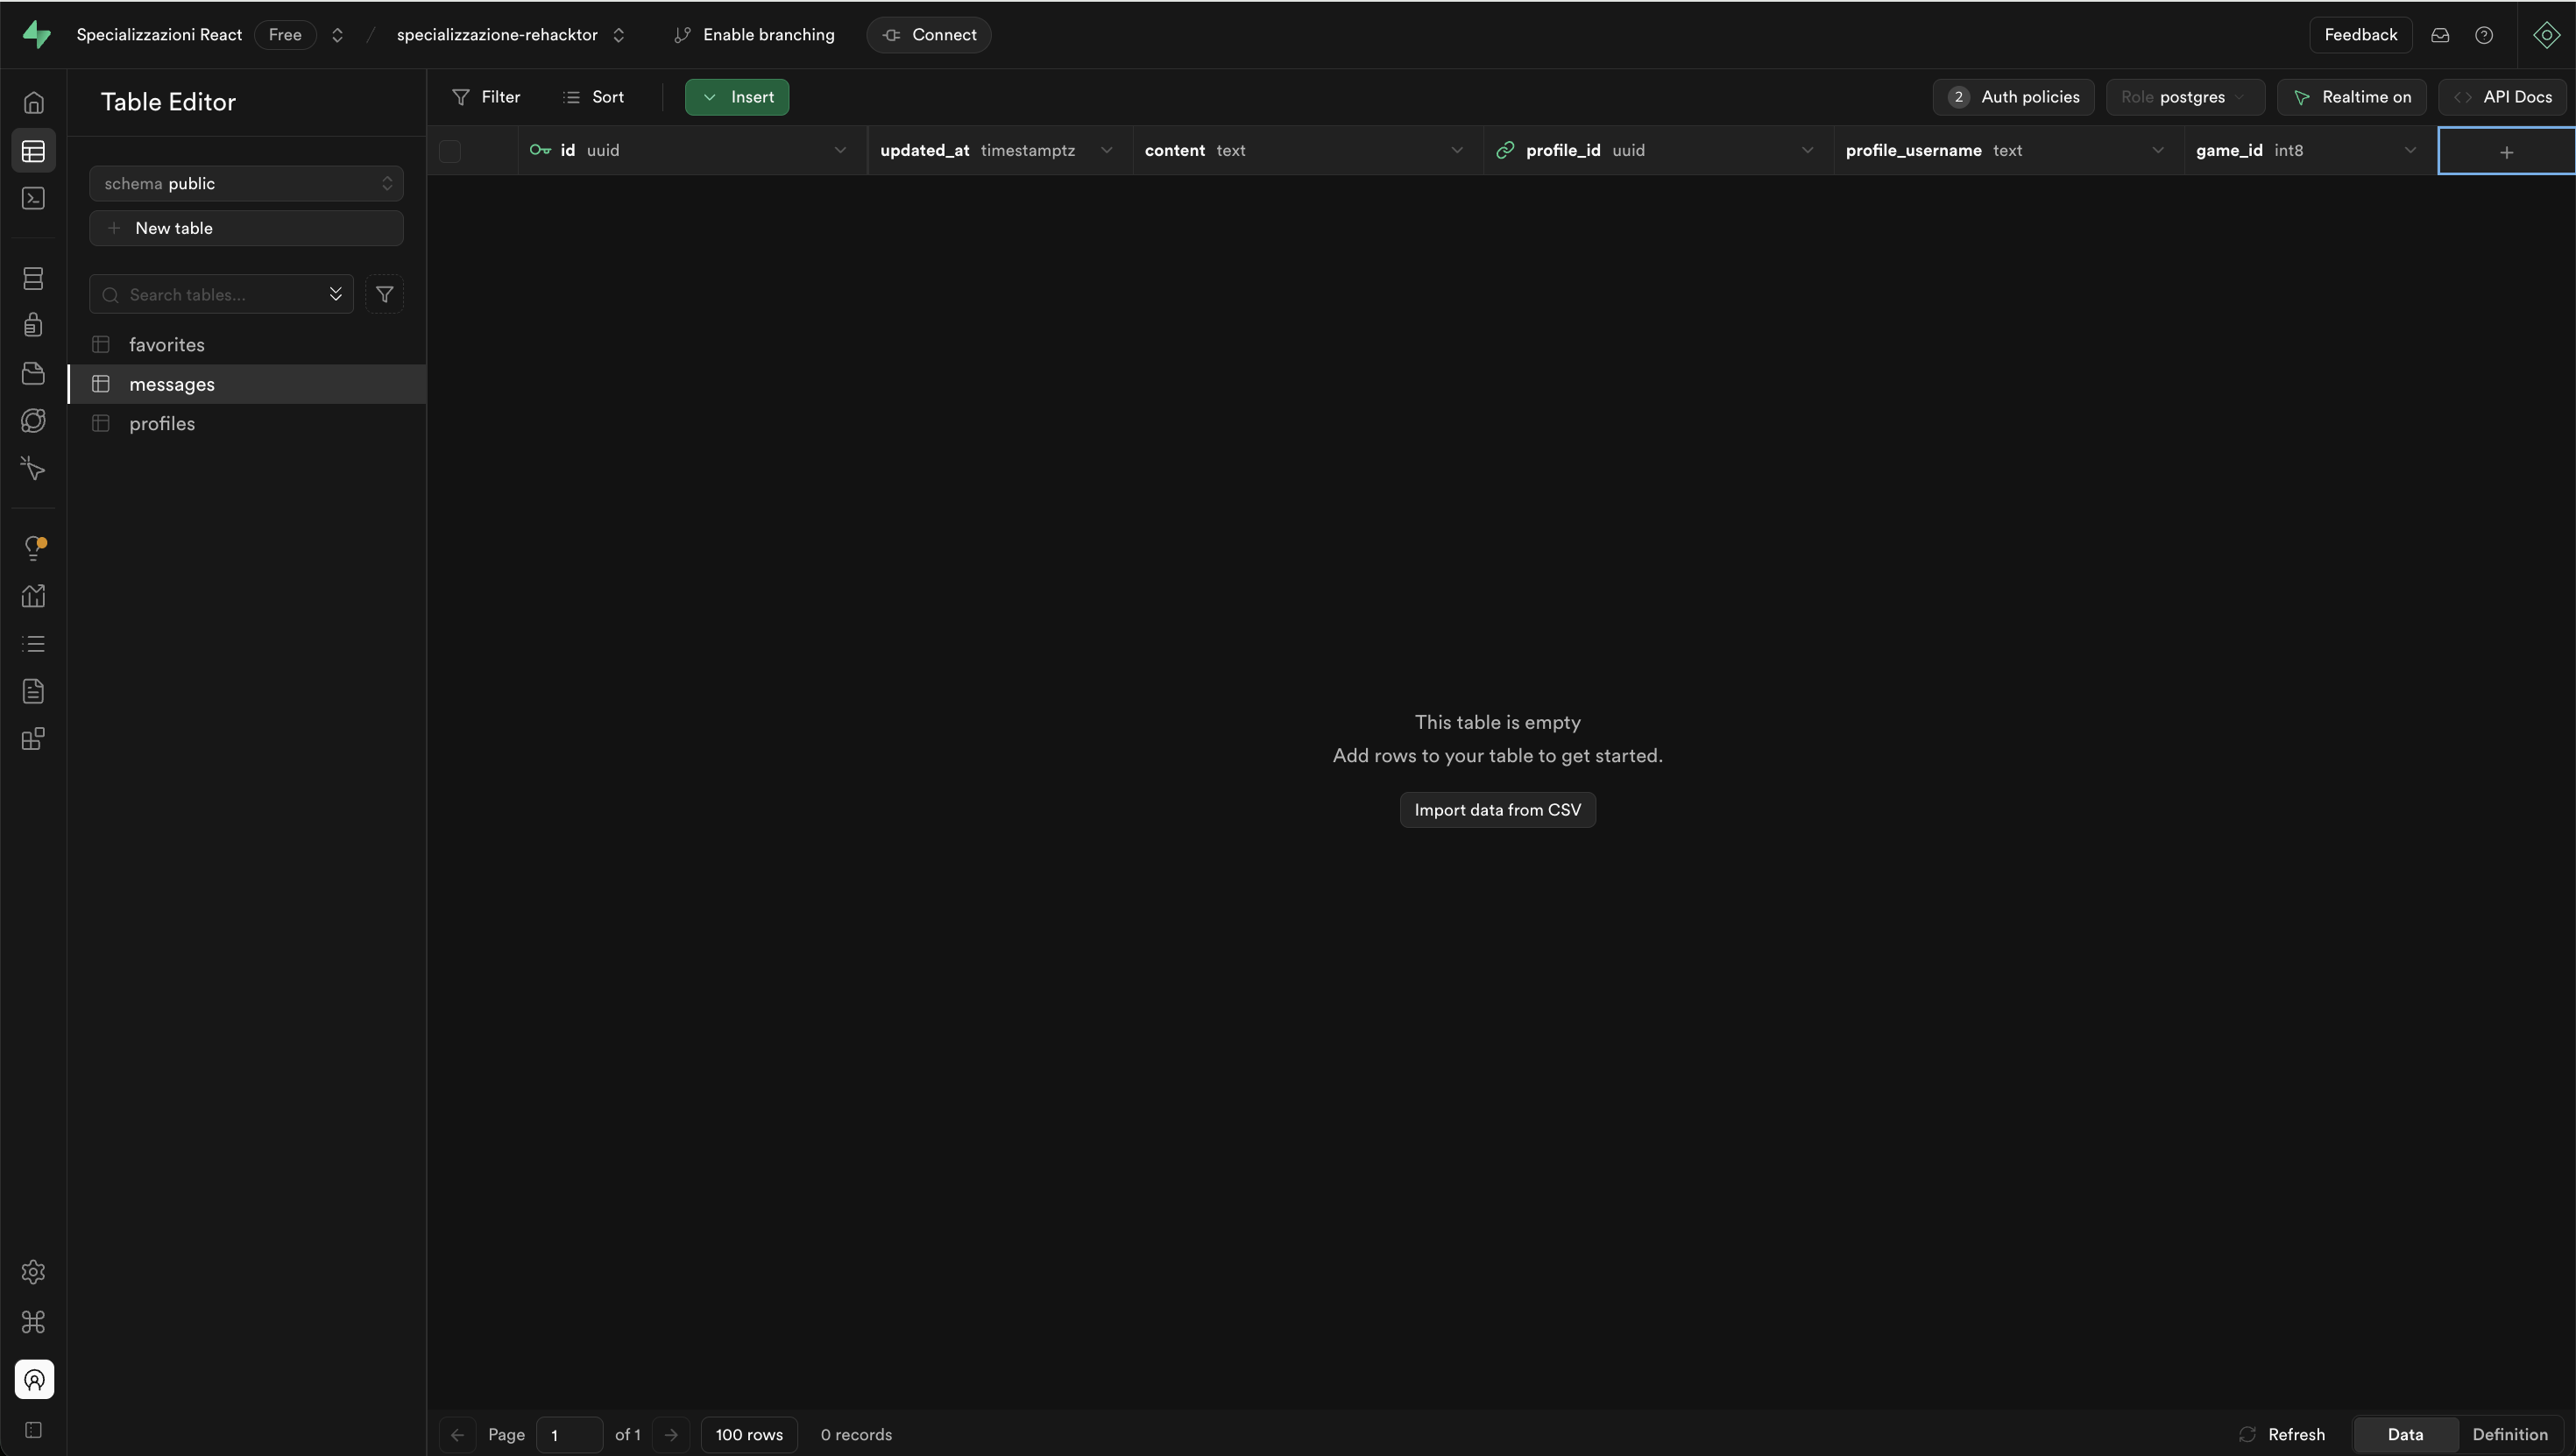 Specializzazioni React Free / specializzazione-rehacktor Enable branching Connect Feedback
Table Editor
Filter Sort Insert 2 Auth policies Role postgres Realtime on API Docs
id uuid updated_at timestamptz content text profile_id uuid profile_username text game_id int8
schema public
New table
Search tables...
favorites
messages
profiles
This table is empty
Add rows to your table to get started.
Import data from CSV
Page 1 of 1 100 rows 0 records Refresh Data Definition